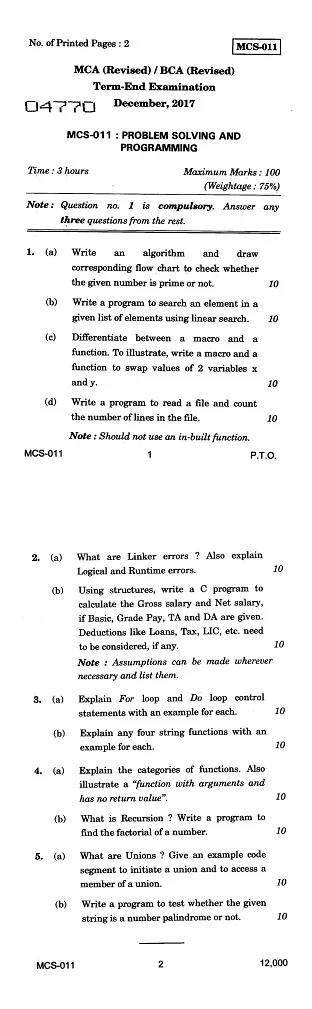 No. of Printed Pages : 2
MCS-011
MCA (Revised) / BCA (Revised)
Term-End Examination
04770
December, 2017
MCS-011 : PROBLEM SOLVING AND
PROGRAMMING
Time : 3 hours
Maximum Marks : 100
(Weightage : 75%)
Note : Question no. 1 is compulsory. Answer any
three questions from the rest.
1. (a) Write an algorithm and draw
corresponding flow chart to check whether
the given number is prime or not. 10
(b) Write a program to search an element in a
given list of elements using linear search. 10
(c) Differentiate between a macro and a
function. To illustrate, write a macro and a
function to swap values of 2 variables x
and y. 10
(d) Write a program to read a file and count
the number of lines in the file. 10
Note : Should not use an in-built function.
MCS-011 1 P.T.O.
2. (a) What are Linker errors ? Also explain
Logical and Runtime errors. 10
(b) Using structures, write a C program to
calculate the Gross salary and Net salary,
if Basic, Grade Pay, TA and DA are given.
Deductions like Loans, Tax, LIC, etc. need
to be considered, if any. 10
Note : Assumptions can be made wherever
necessary and list them.
3. (a) Explain For loop and Do loop control
statements with an example for each. 10
(b) Explain any four string functions with an
example for each. 10
4. (a) Explain the categories of functions. Also
illustrate a "function with arguments and
has no return value". 10
(b) What is Recursion ? Write a program to
find the factorial of a number. 10
5. (a) What are Unions ? Give an example code
segment to initiate a union and to access a
member of a union. 10
(b) Write a program to test whether the given
string is a number palindrome or not. 10
MCS-011 2 12,000